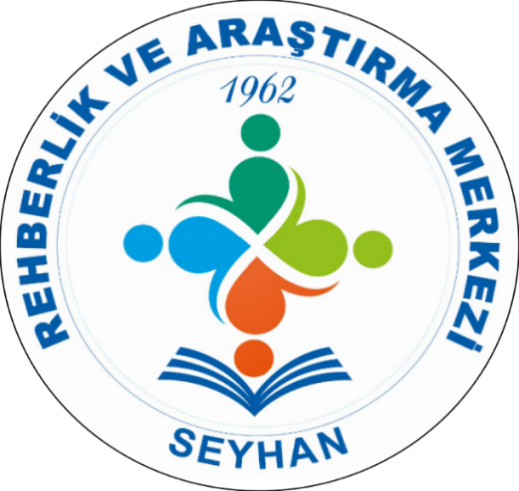 REHBERLİK VE ARAŞTIRMA MERKEZİ
1962
SEYHAN